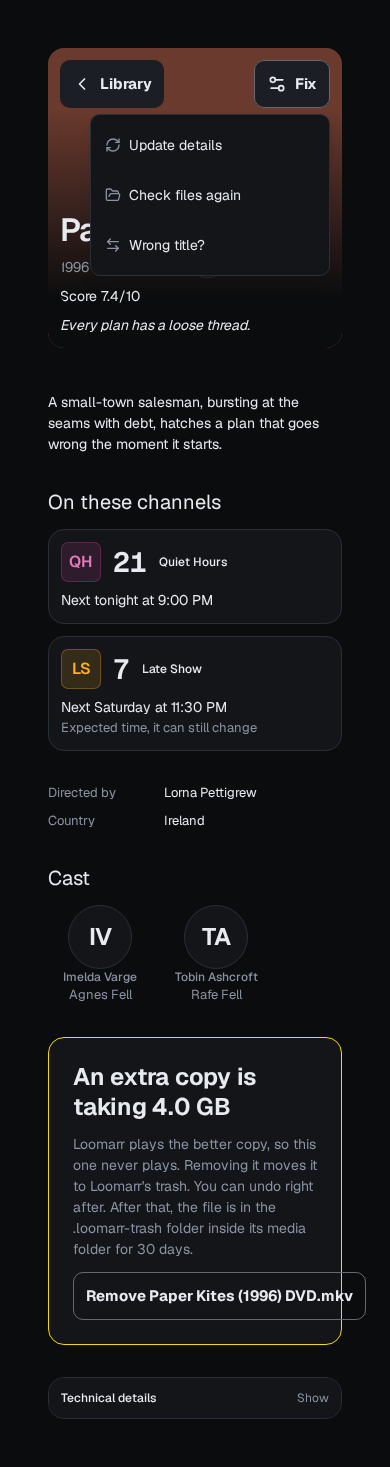 Library
Fix
Update details
Check files again
Wrong title?
Pa
1996
Score 7.4/10
Every plan has a loose thread.
A small-town salesman, bursting at the
seams with debt, hatches a plan that goes
wrong the moment it starts.
On these channels
QH 21 Quiet Hours
Next tonight at 9:00 PM
LS 7 Late Show
Next Saturday at 11:30 PM
Expected time, it can still change
Directed by Lorna Pettigrew
Country Ireland
Cast
IV TA
Imelda Varge Tobin Ashcroft
Agnes Fell Rafe Fell
An extra copy is
taking 4.0 GB
Loomarr plays the better copy, so this
one never plays. Removing it moves it
to Loomarr's trash. You can undo right
after. After that, the file is in the
.loomarr-trash folder inside its media
folder for 30 days.
Remove Paper Kites (1996) DVD.mkv
Technical details Show